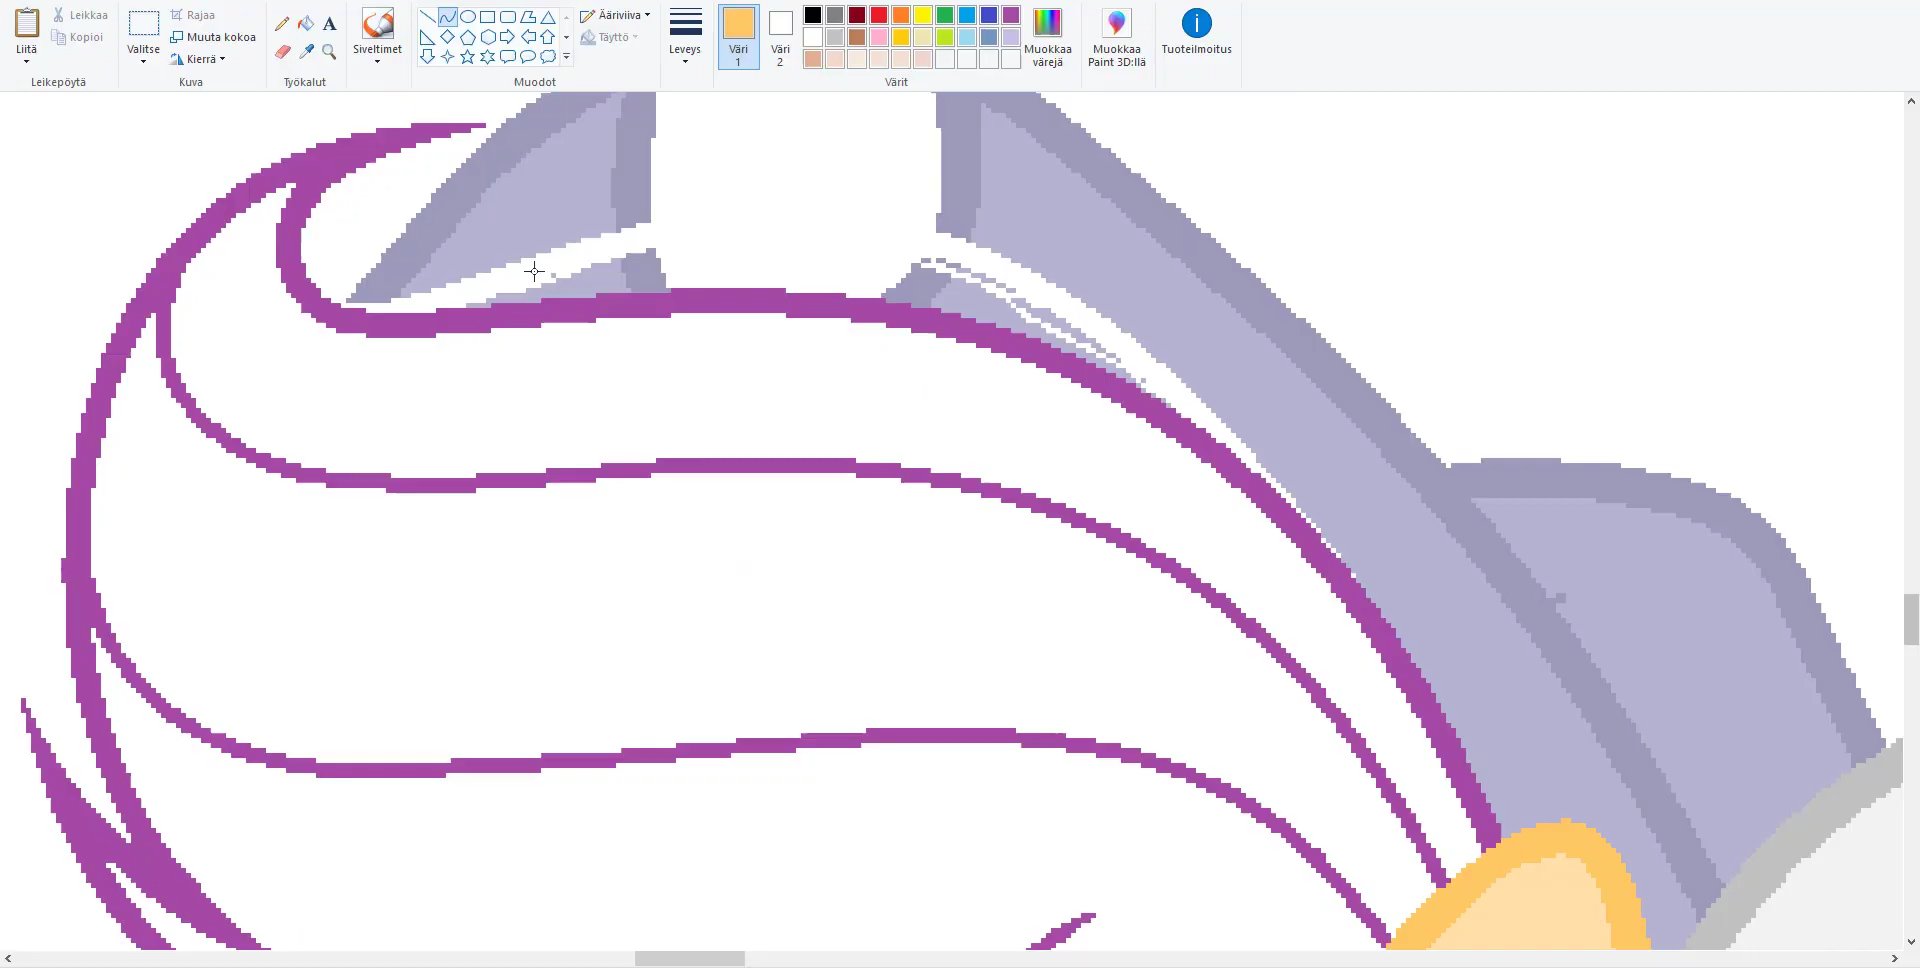 Liitä
Leikkaa
Kopioi
Leikepöytä
Valitse
Rajaa
Muuta kokoa
Kierrä
Kuva
A
Työkalut
Siveltimet
Ääriviiva
Täyttö
Muodot
Leveys
Väri
1
Väri
2
Muokkaa
värejä
Värit
Muokkaa
Paint 3D:llä
Tuoteilmoitus